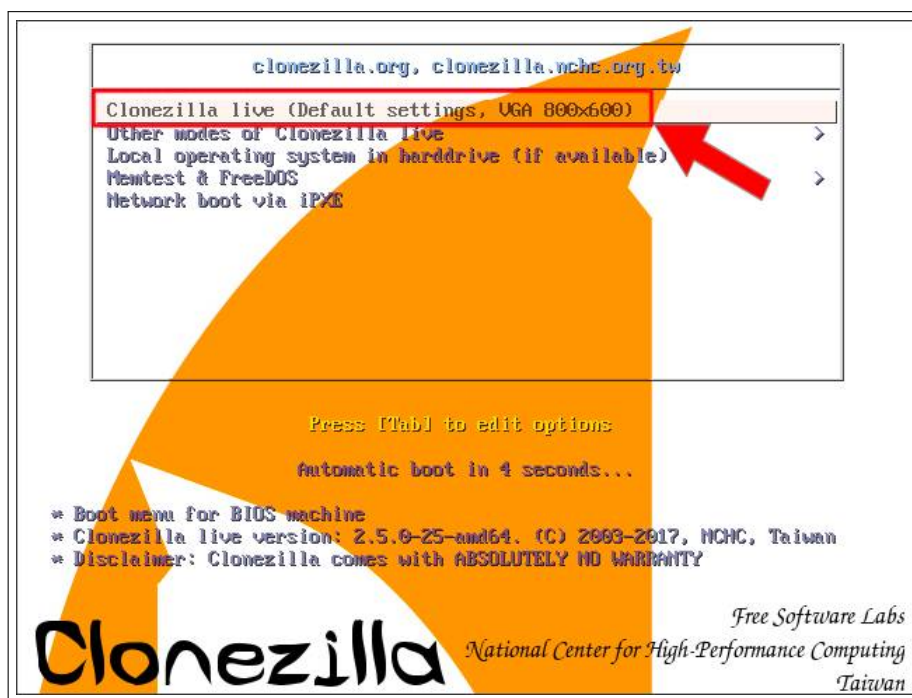 clonezilla.org, clonezilla.nchc.org.tw
Clonezilla live (Default settings, VGA 800x600)
Other modes of Clonezilla live >
Local operating system in harddrive (if available)
Memtest & FreeDOS >
Network boot via iPXE
Press [Tab] to edit options
Automatic boot in 4 seconds...
* Boot menu for BIOS machine
* Clonezilla live version: 2.5.0-25-amd64. (C) 2003-2017, NCHC, Taiwan
* Disclaimer: Clonezilla comes with ABSOLUTELY NO WARRANTY
Clonezilla
Free Software Labs
National Center for High-Performance Computing
Taiwan